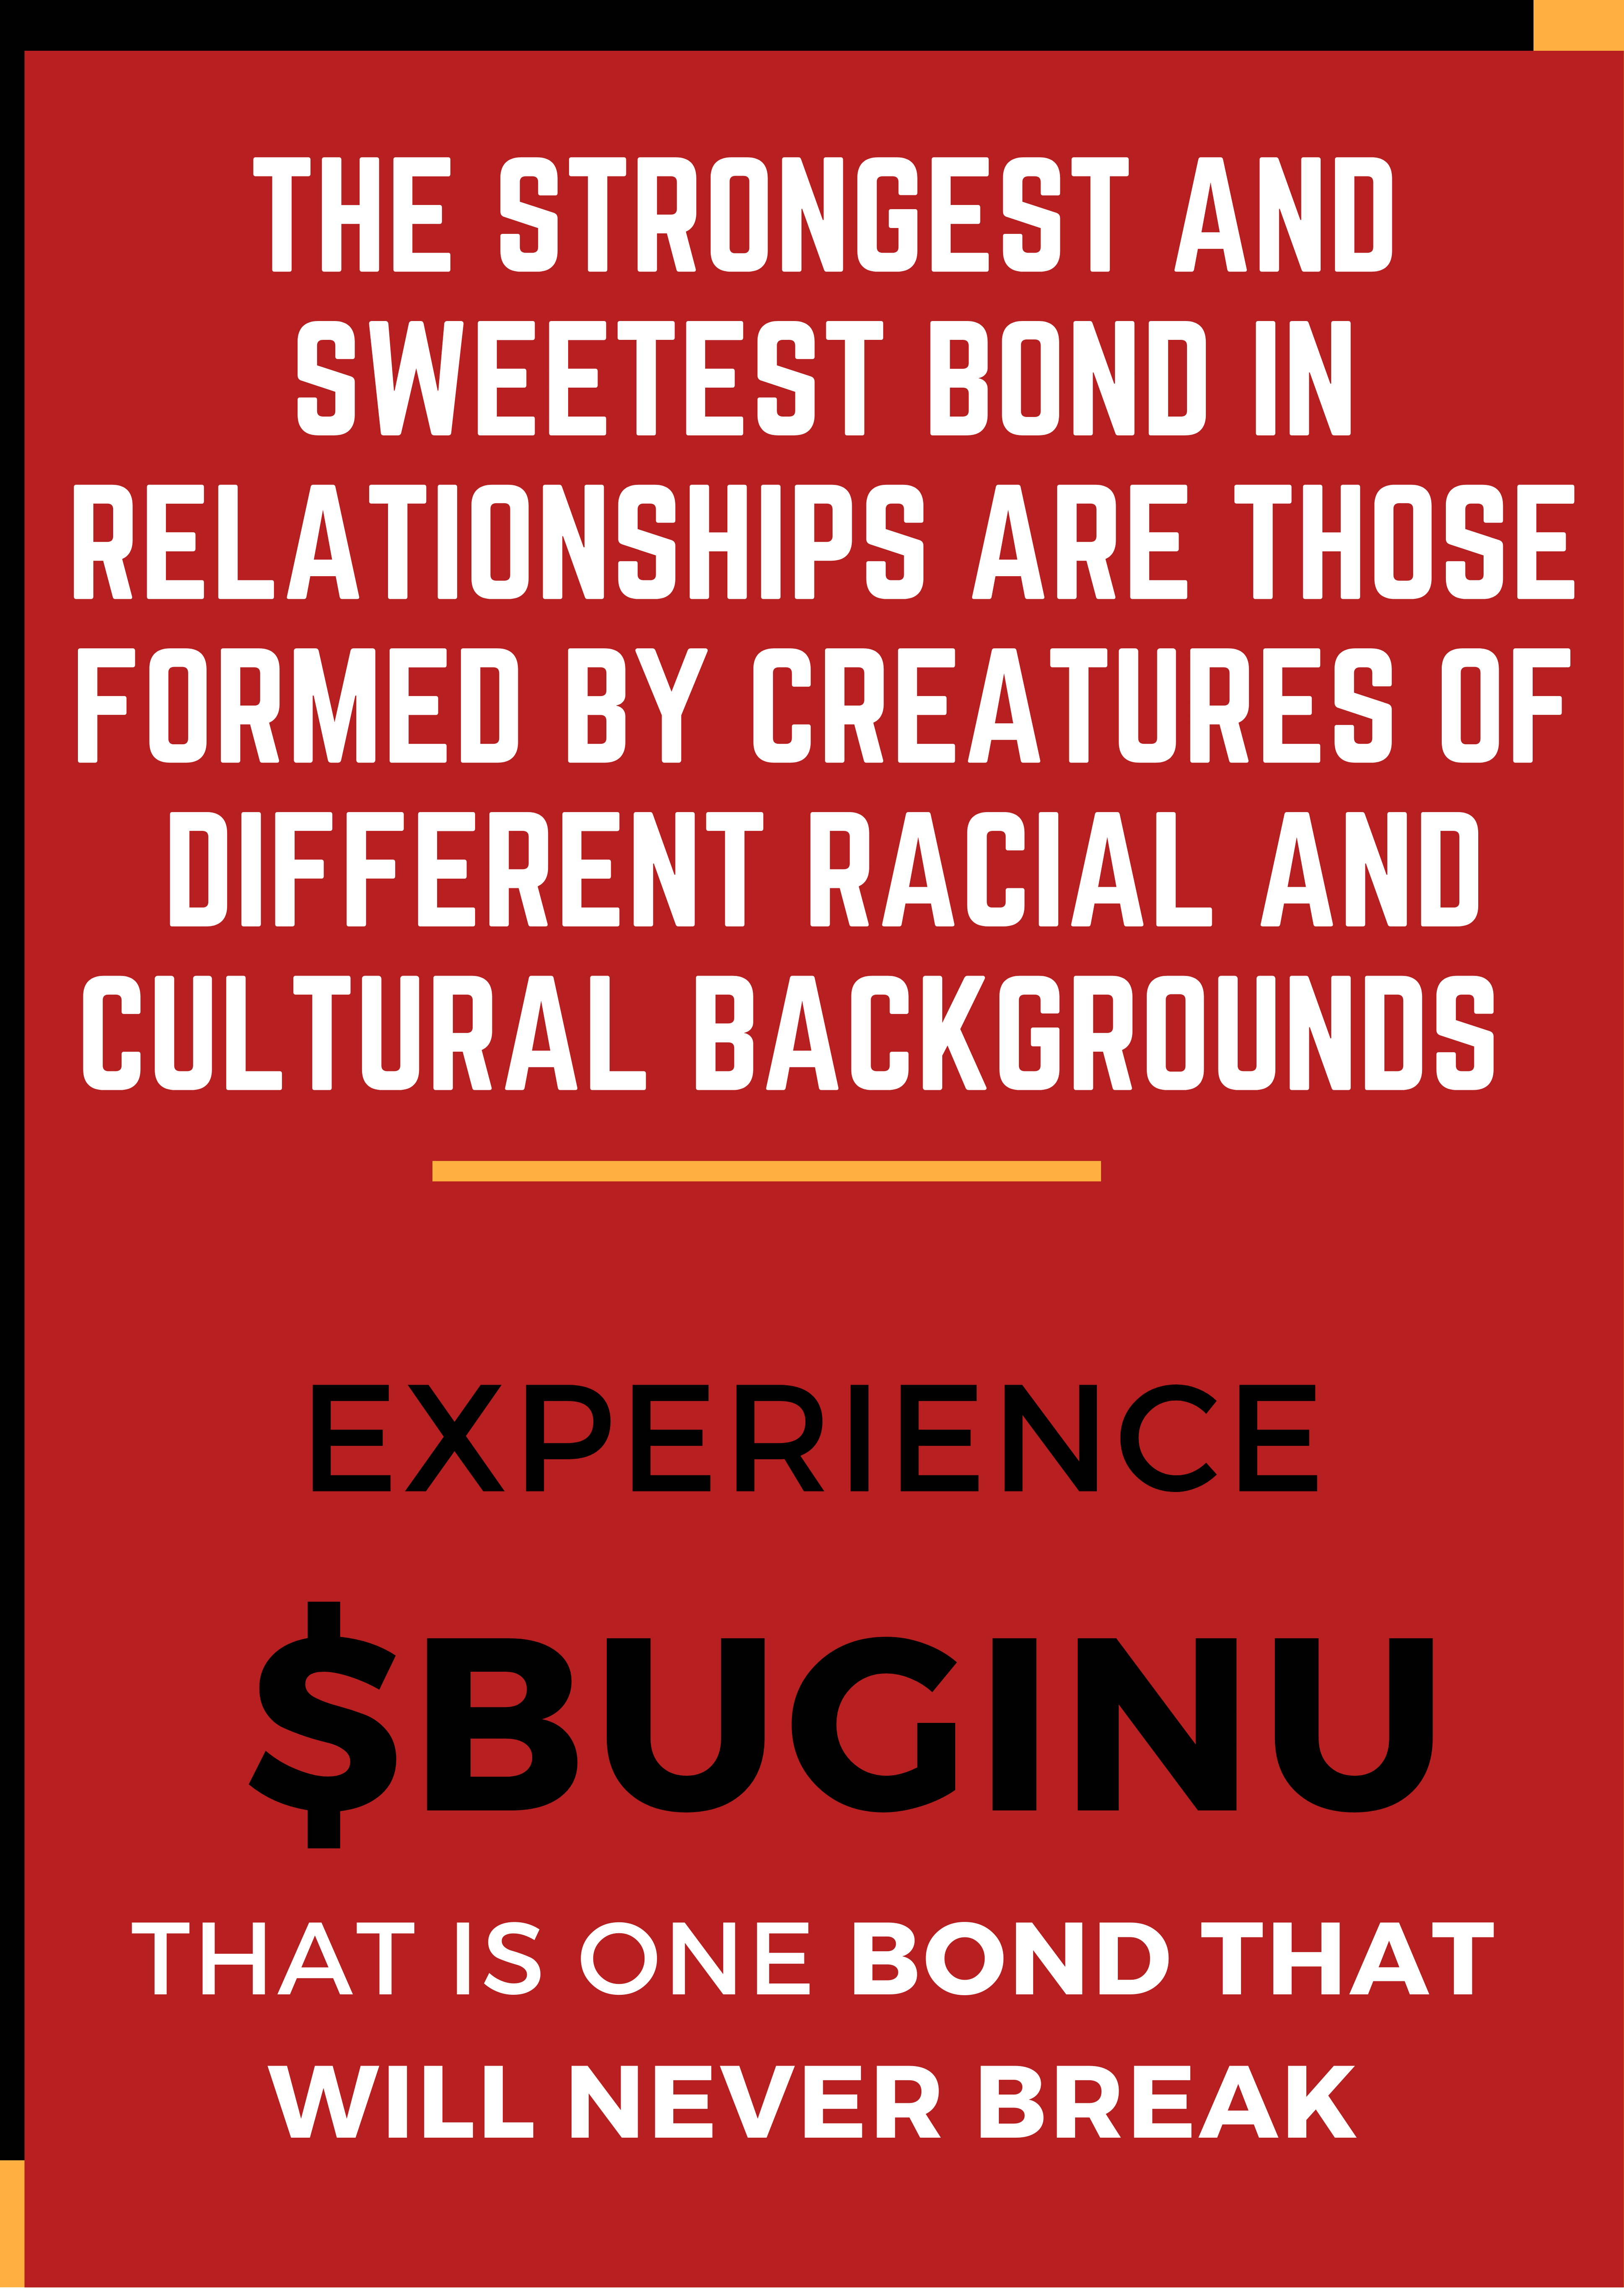 THE STRONGEST AND
SWEETEST BOND IN
RELATIONSHIPS ARE THOSE
FORMED BY CREATURES OF
DIFFERENT RACIAL AND
CULTURAL BACKGROUNDS
EXPERIENCE
$BUGINU
THAT IS ONE BOND THAT
WILL NEVER BREAK